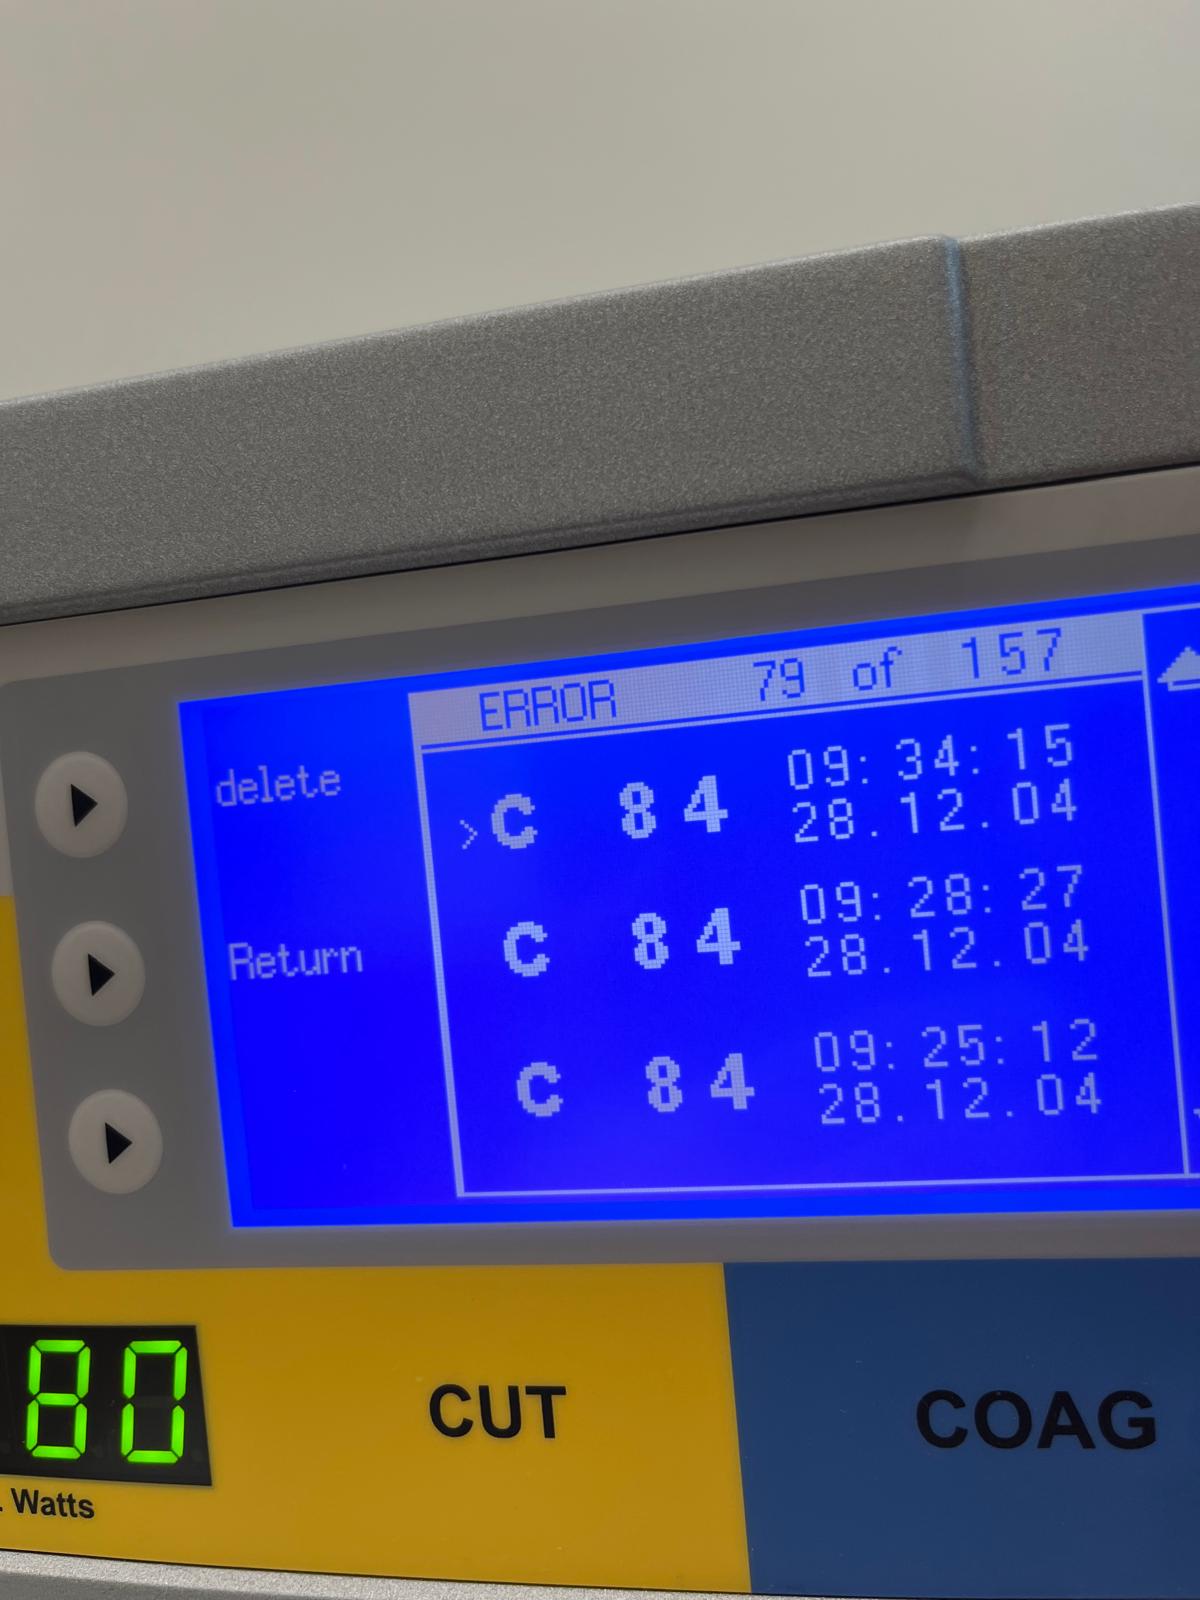 ERROR 79 of 157
delete
>C 84 09:34:15
28.12.04
C 84 09:28:27
28.12.04
Return
C 84 09:25:12
28.12.04
80
. Watts
CUT
COAG